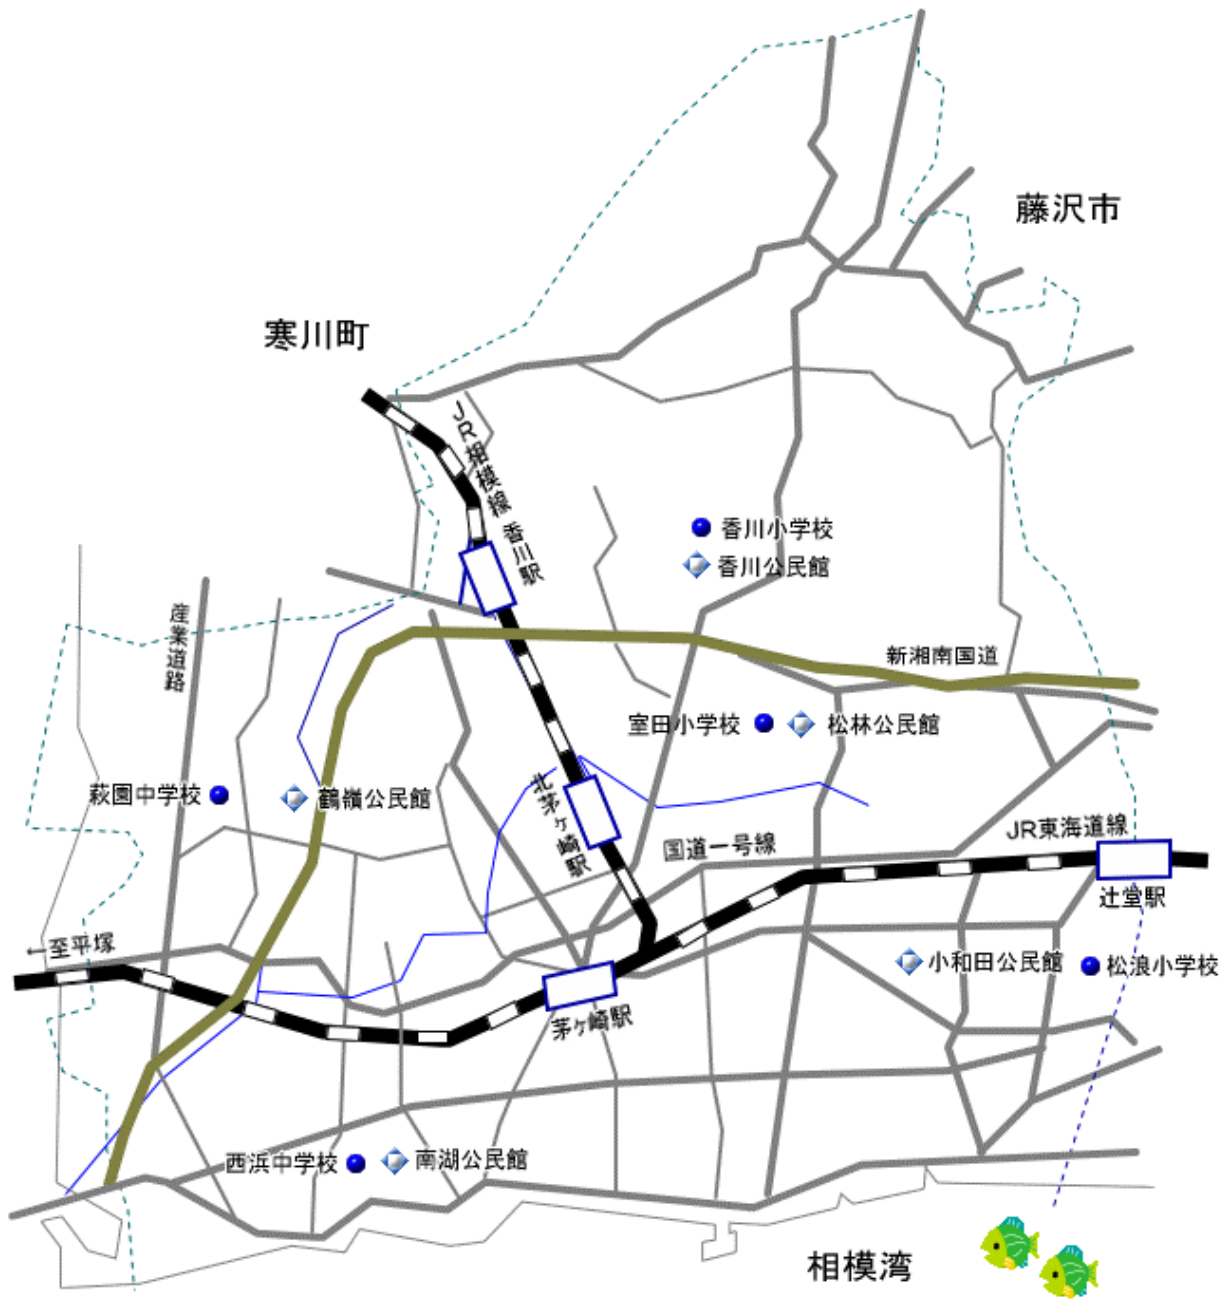 藤沢市
寒川町
JR相模線
香川駅
香川小学校
香川公民館
産業道路
新湘南国道
室田小学校
松林公民館
萩園中学校
鶴嶺公民館
北茅ヶ崎駅
国道一号線
JR東海道線
辻堂駅
←至平塚
小和田公民館
松浪小学校
茅ヶ崎駅
西浜中学校
南湖公民館
相模湾